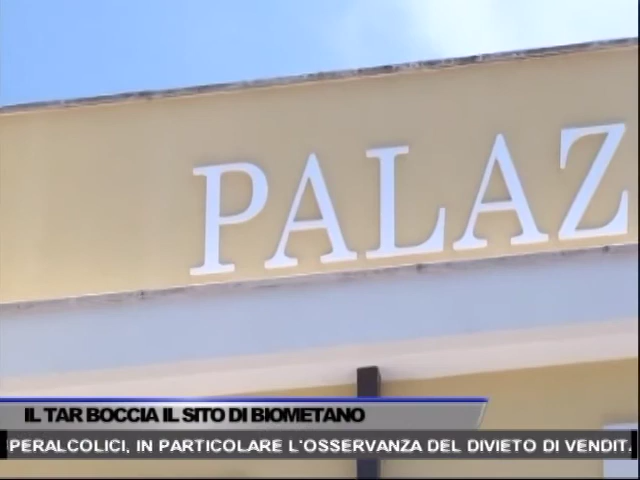 PALAZ
IL TAR BOCCIA IL SITO DI BIOMETANO
PERALCOLICI, IN PARTICOLARE L'OSSERVANZA DEL DIVIETO DI VENDIT